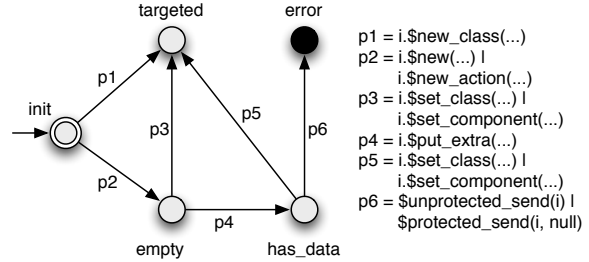 targeted
error
p1 = i.$new_class(...)
p2 = i.$new(...) |
i.$new_action(...)
p3 = i.$set_class(...) |
i.$set_component(...)
p4 = i.$put_extra(...)
p5 = i.$set_class(...) |
i.$set_component(...)
p6 = $unprotected_send(i) |
$protected_send(i, null)
init
p1
p2
p3
p5
p6
p4
empty
has_data